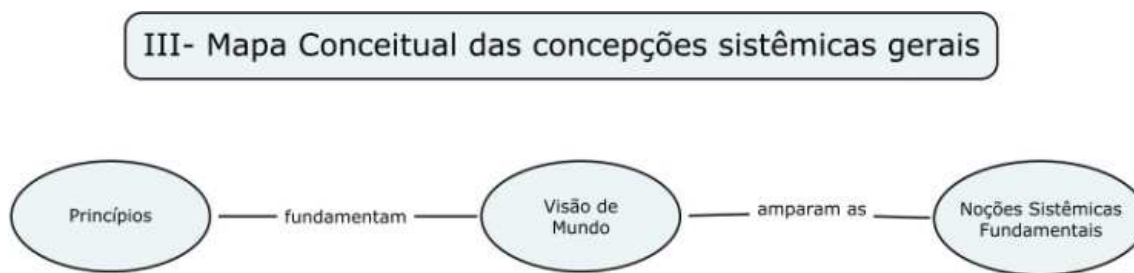 III- Mapa Conceitual das concepções sistêmicas gerais
Princípios
fundamentam
Visão de
Mundo
amparam as
Noções Sistêmicas
Fundamentais